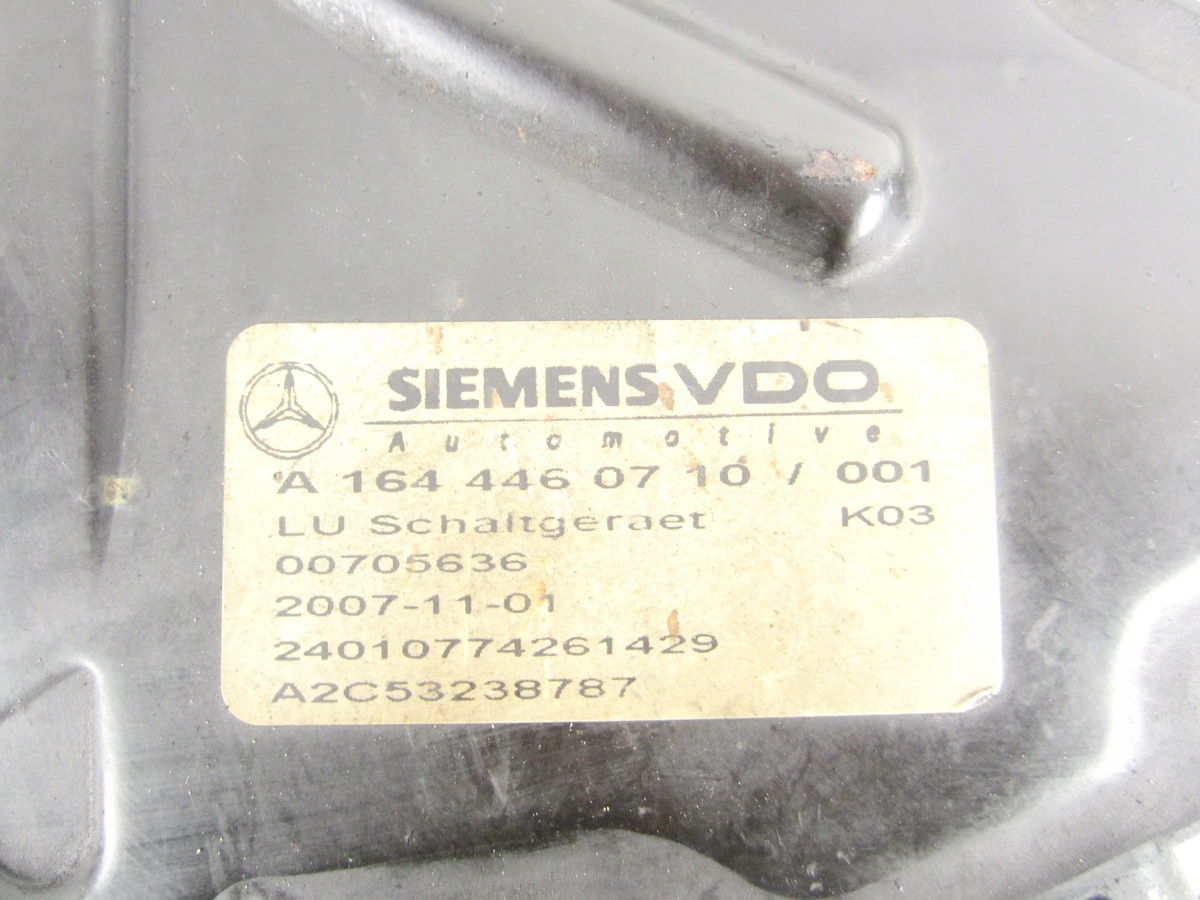 SIEMENS VDO
Automotive
A 164 446 07 10 / 001
LU Schaltgeraet K03
00705636
2007-11-01
24010774261429
A2C53238787